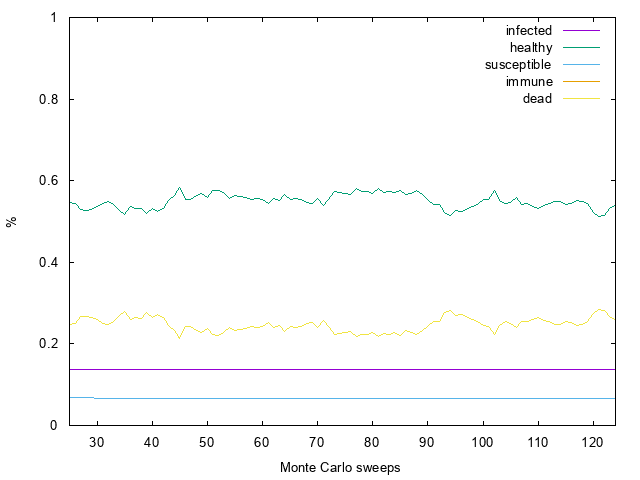 1
0.8
0.6
0.4
0.2
0
%
30 40 50 60 70 80 90 100 110 120
Monte Carlo sweeps
infected
healthy
susceptible
immune
dead